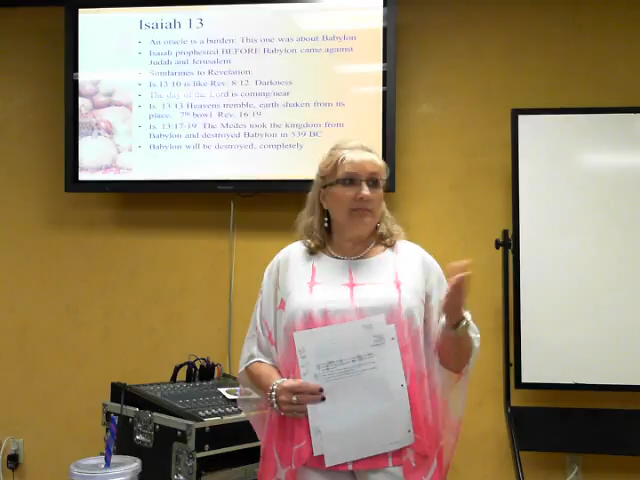 Isaiah 13
• An oracle is a burden: This one was about Babylon
• Isaiah prophesied BEFORE Babylon came against
Judah and Jerusalem
• Similarities to Revelation:
• Is.13:10 is like Rev. 8:12 Darkness
• The day of the Lord is coming/near
• Is. 13:13 Heavens tremble, earth shaken from its
place. 7th bowl Rev. 16:19
• Is. 13:17-19 The Medes took the kingdom from
Babylon and destroyed Babylon in 539 BC
• Babylon will be destroyed, completely